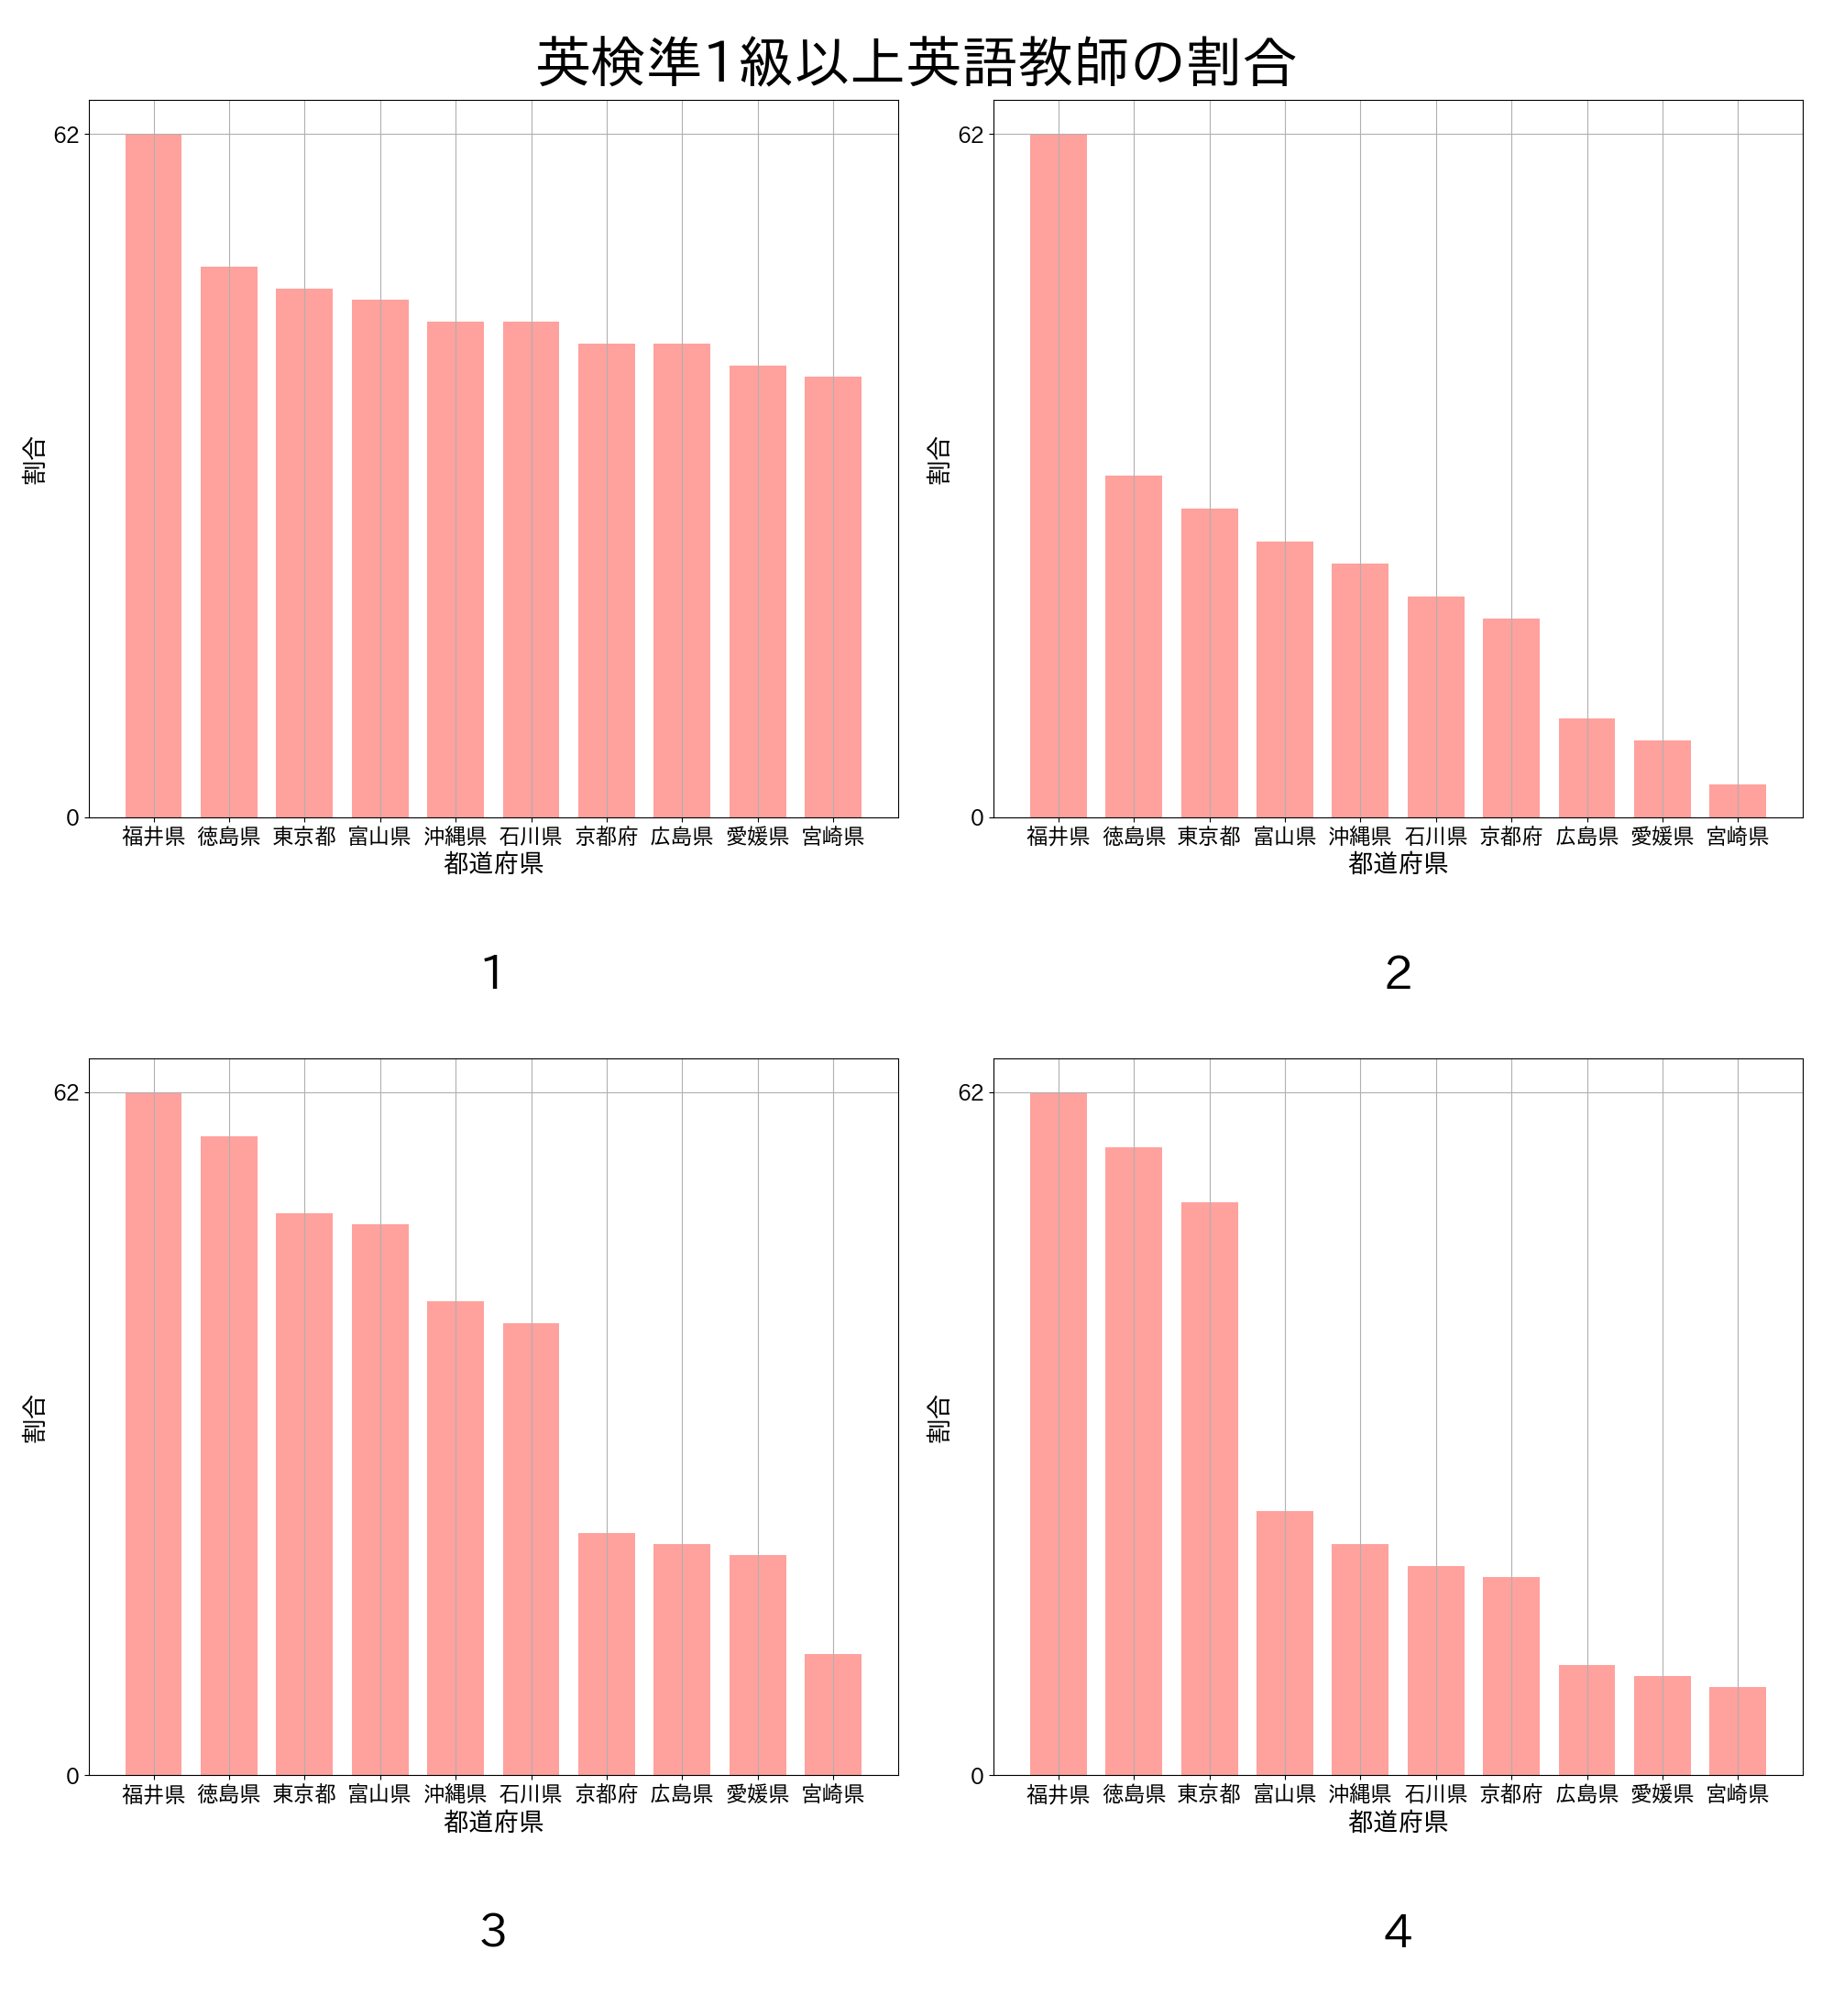 英検準1級以上英語教師の割合
62
0
割合
福井県 徳島県 東京都 富山県 沖縄県 石川県 京都府 広島県 愛媛県 宮崎県
都道府県
1
62
0
割合
福井県 徳島県 東京都 富山県 沖縄県 石川県 京都府 広島県 愛媛県 宮崎県
都道府県
2
62
0
割合
福井県 徳島県 東京都 富山県 沖縄県 石川県 京都府 広島県 愛媛県 宮崎県
都道府県
3
62
0
割合
福井県 徳島県 東京都 富山県 沖縄県 石川県 京都府 広島県 愛媛県 宮崎県
都道府県
4